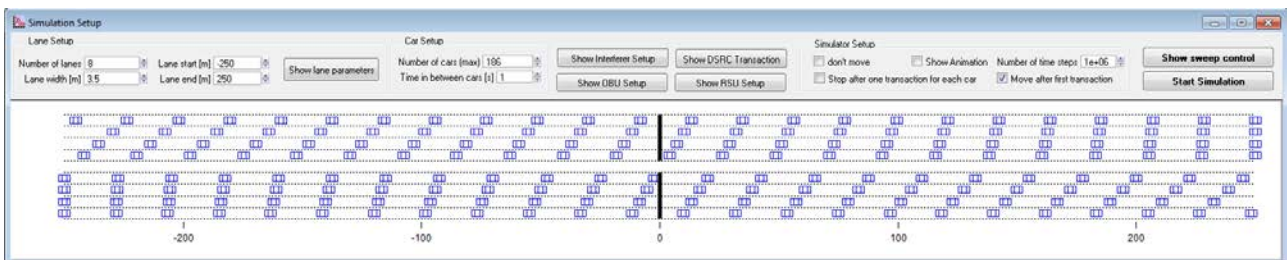 Simulation Setup
Lane Setup
Number of lanes 8
Lane start [m] -250
Lane width [m] 3.5
Lane end [m] 250
Show lane parameters
Car Setup
Number of cars (max) 186
Time in between cars [s] 1
Show Interferer Setup
Show DSRC Transaction
Show OBU Setup
Show RSU Setup
Simulator Setup
don't move
Show Animation
Number of time steps 1e+06
Stop after one transaction for each car
Move after first transaction
Show sweep control
Start Simulation
-200 -100 0 100 200